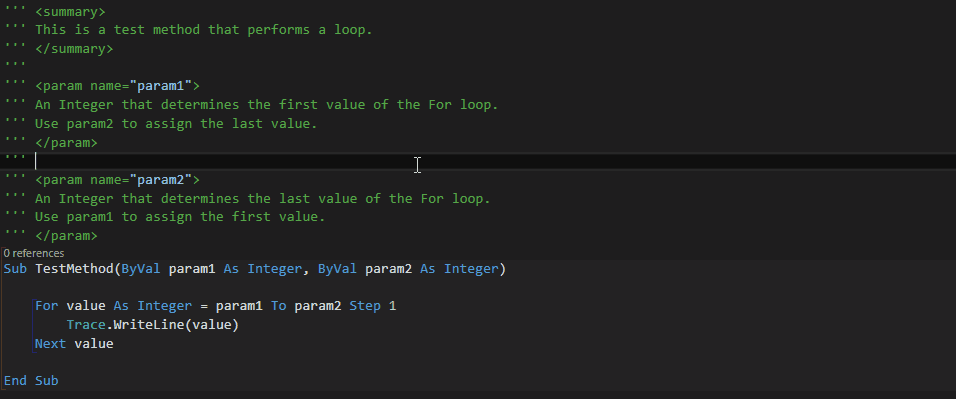 ''' <summary>
''' This is a test method that performs a loop.
''' </summary>
'''
''' <param name="param1">
''' An Integer that determines the first value of the For loop.
''' Use param2 to assign the last value.
''' </param>
'''
''' <param name="param2">
''' An Integer that determines the last value of the For loop.
''' Use param1 to assign the first value.
''' </param>
0 references
Sub TestMethod(ByVal param1 As Integer, ByVal param2 As Integer)
For value As Integer = param1 To param2 Step 1
Trace.WriteLine(value)
Next value
End Sub